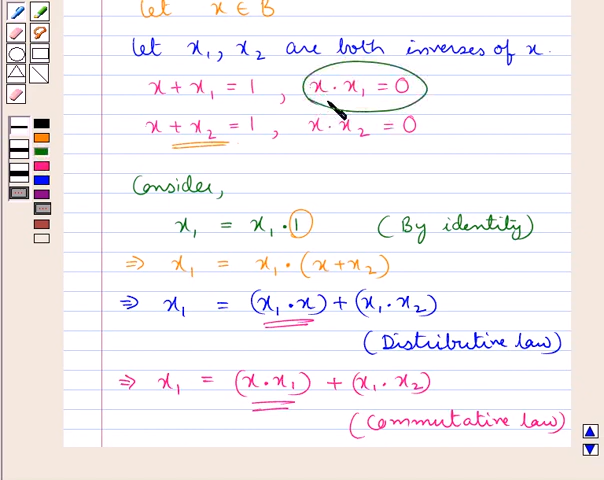 Let x ∈ B
Let x₁, x₂ are both inverses of x.
x + x₁ = 1 , x · x₁ = 0
x + x₂ = 1 , x · x₂ = 0
Consider,
x₁ = x₁ · 1 (By identity)
⇒ x₁ = x₁ · (x + x₂)
⇒ x₁ = (x₁ · x) + (x₁ · x₂)
(Distributive law)
⇒ x₁ = (x · x₁) + (x₁ · x₂)
(Commutative law)